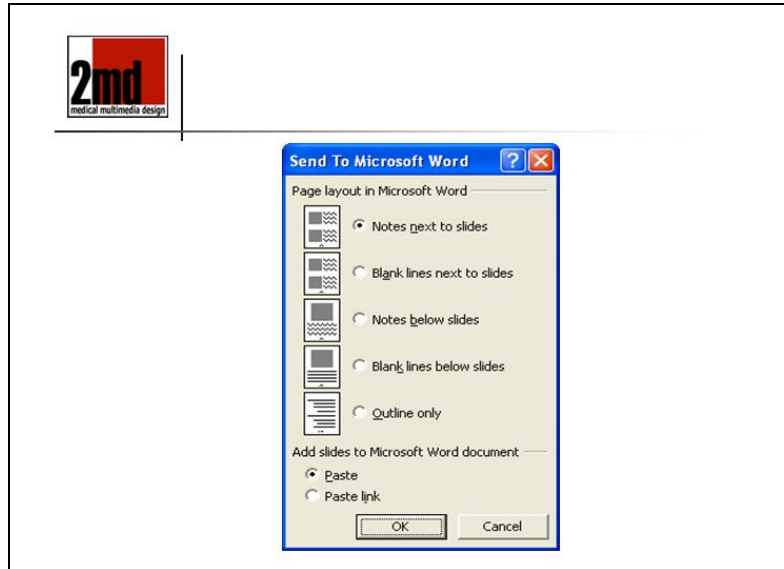 2md
medical multimedia design
Send To Microsoft Word
Page layout in Microsoft Word
Notes next to slides
Blank lines next to slides
Notes below slides
Blank lines below slides
Outline only
Add slides to Microsoft Word document
Paste
Paste link
OK Cancel